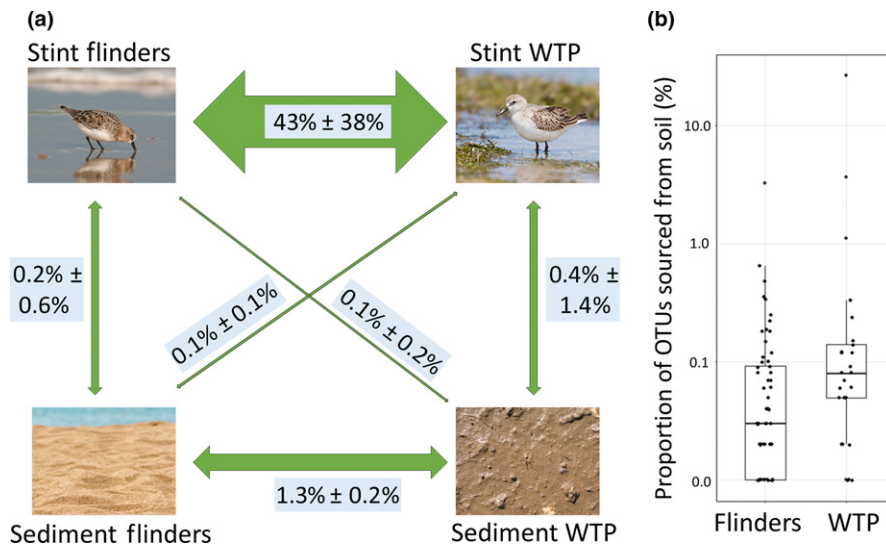 (a)
Stint flinders
Stint WTP
43% ± 38%
0.2% ±
0.6%
0.1% ± 0.1%
0.1% ± 0.2%
0.4% ±
1.4%
1.3% ± 0.2%
Sediment flinders
Sediment WTP
(b)
Proportion of OTUs sourced from soil (%)
10.0
1.0
0.1
0.0
Flinders
WTP